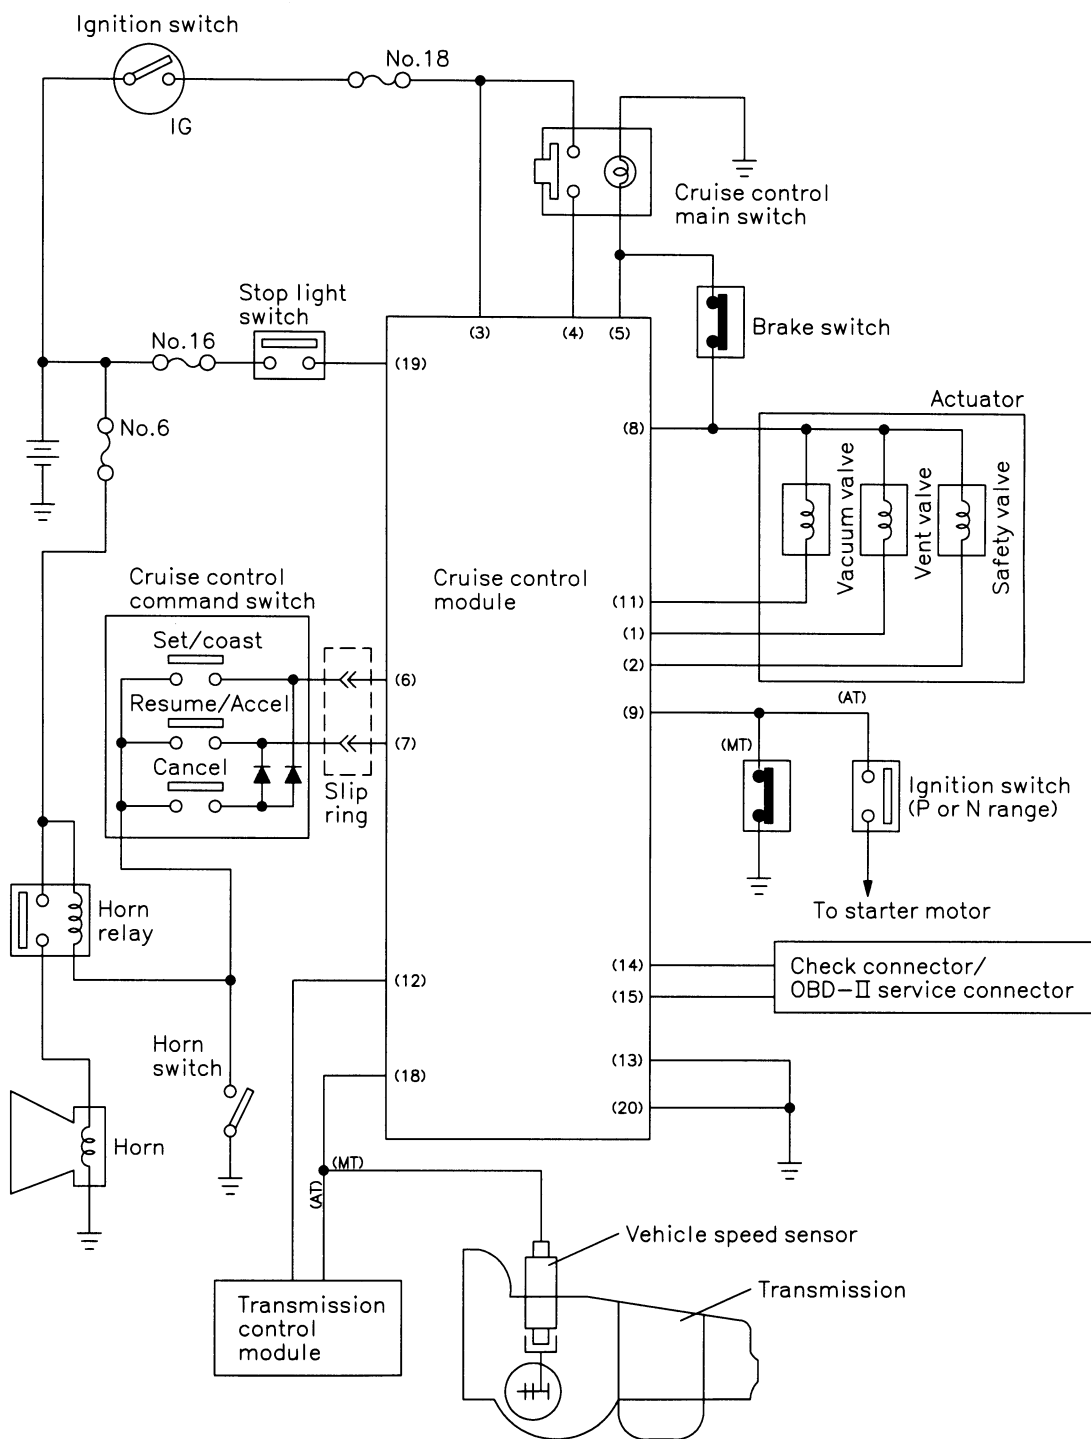 Ignition switch
No.18
IG
Cruise control
main switch
Stop light
switch
(3)
(4)
(5)
Brake switch
No.16
(19)
Actuator
No.6
(8)
Vacuum valve
Vent valve
Safety valve
Cruise control
command switch
Cruise control
module
(11)
(1)
(2)
Set/coast
(6)
Resume/Accel
(7)
Cancel
Slip
ring
(9)
(AT)
(MT)
Ignition switch
(P or N range)
To starter motor
Horn
relay
(12)
(14)
(15)
Check connector/
OBD-II service connector
Horn
switch
(18)
(13)
(20)
Horn
(MT)
(AT)
Vehicle speed sensor
Transmission
Transmission
control
module